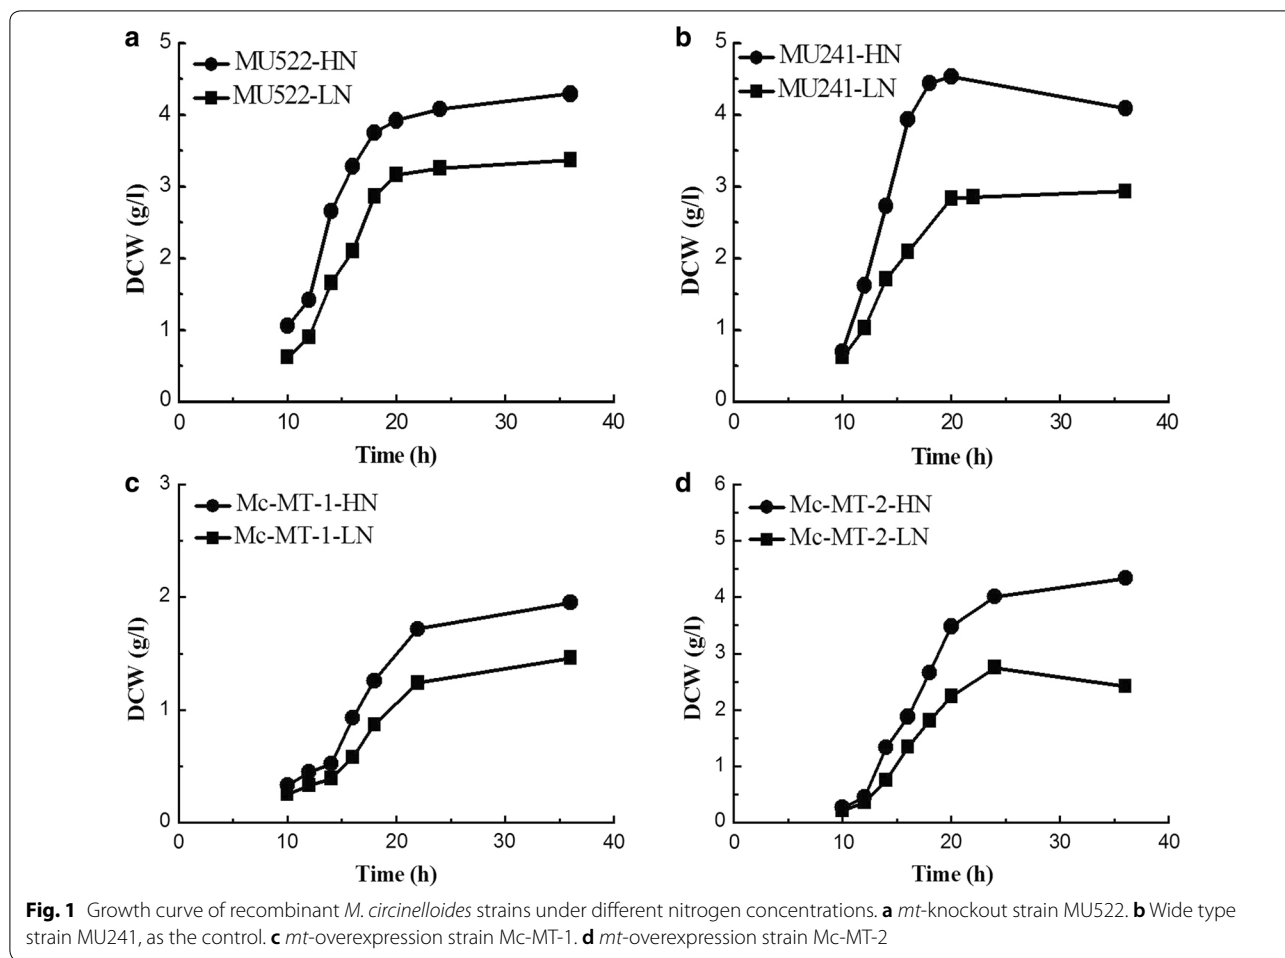 a
MU522-HN
MU522-LN
5
4
3
2
1
0
DCW (g/l)
0 10 20 30 40
Time (h)
b
MU241-HN
MU241-LN
5
4
3
2
1
0
DCW (g/l)
0 10 20 30 40
Time (h)
c
Mc-MT-1-HN
Mc-MT-1-LN
3
2
1
0
DCW (g/l)
0 10 20 30 40
Time (h)
d
Mc-MT-2-HN
Mc-MT-2-LN
6
5
4
3
2
1
0
DCW (g/l)
0 10 20 30 40
Time (h)
Fig. 1 Growth curve of recombinant M. circinelloides strains under different nitrogen concentrations. a mt-knockout strain MU522. b Wide type
strain MU241, as the control. c mt-overexpression strain Mc-MT-1. d mt-overexpression strain Mc-MT-2